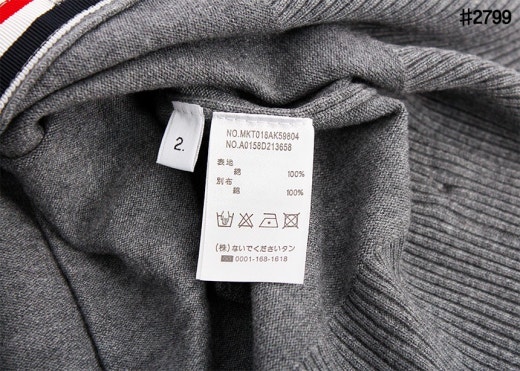 #2799
2.
NO.MKT018AK59804
NO.A0158D213658
表地
綿 100%
別布
綿 100%
(株)ないでくださいタン
0001-168-1618